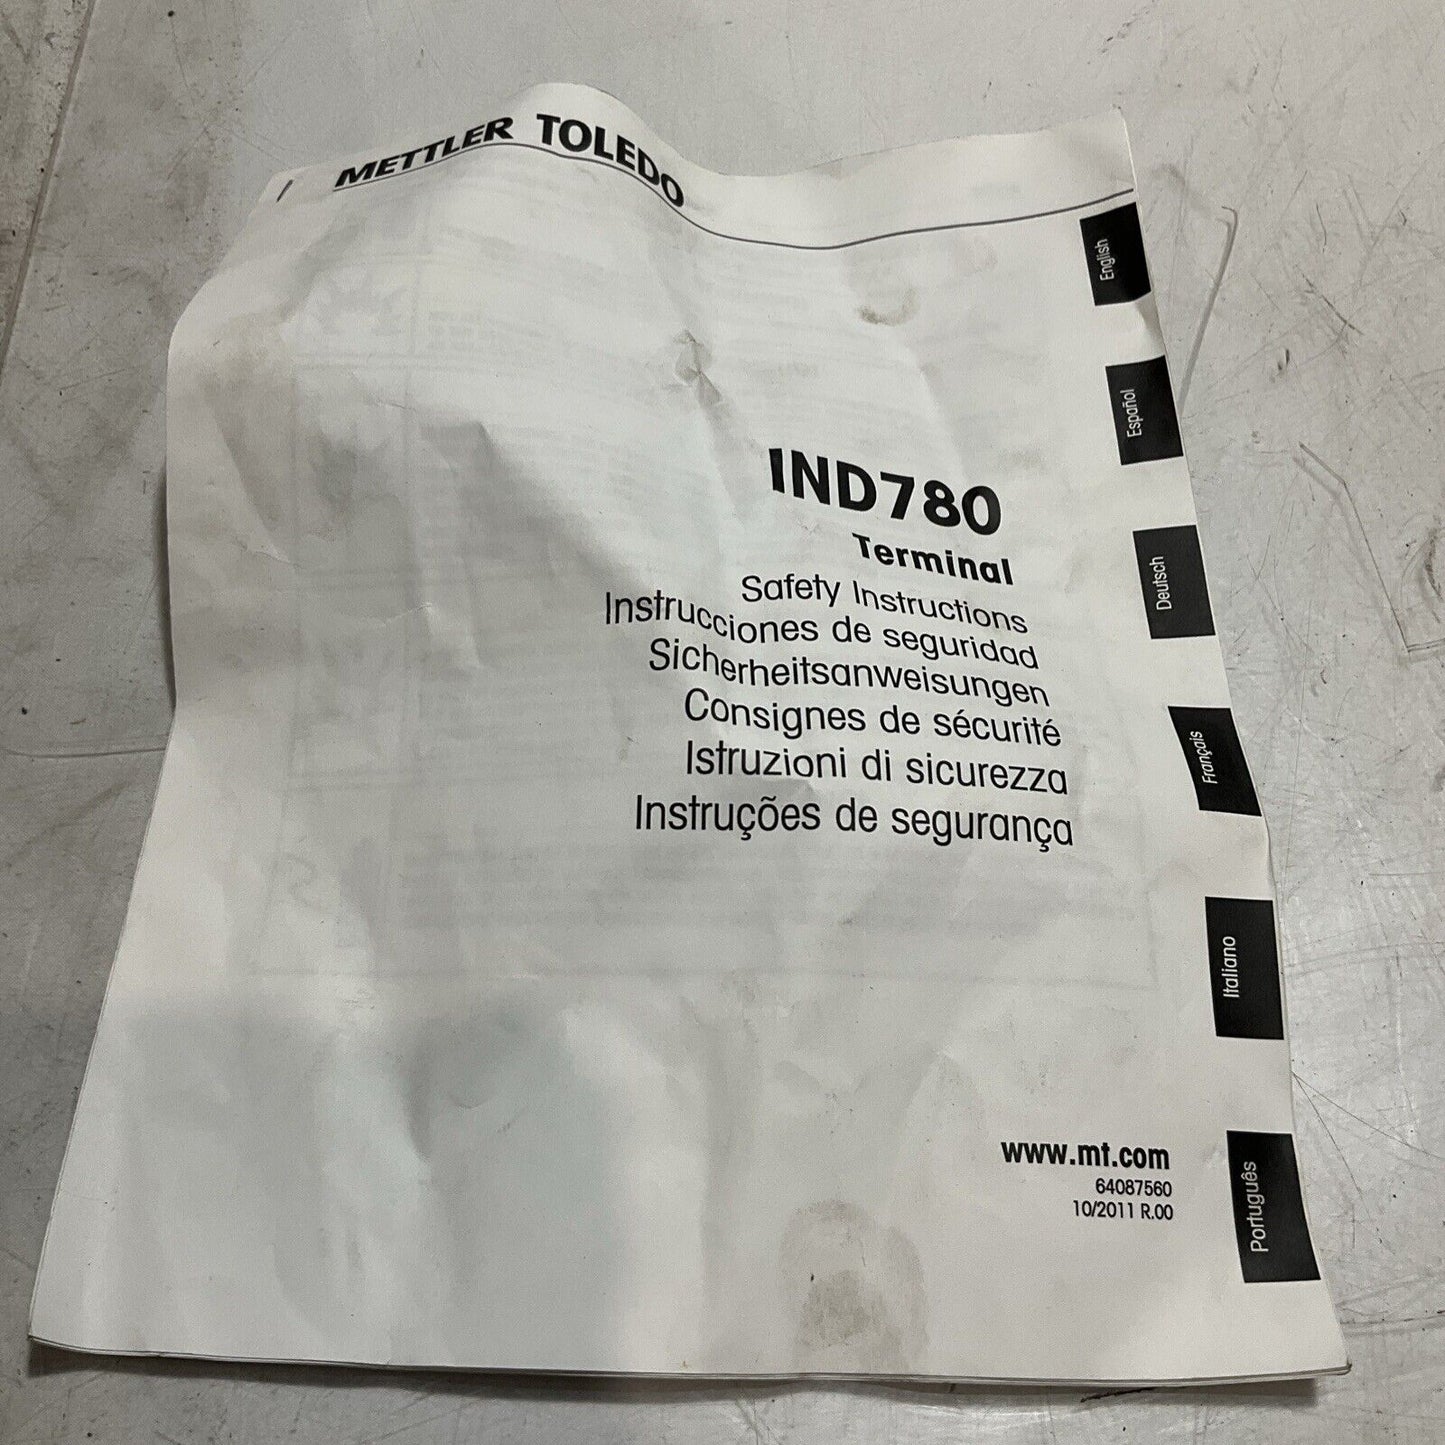 METTLER TOLEDO
English
Español
Deutsch
Français
Italiano
Português
IND780
Terminal
Safety Instructions
Instrucciones de seguridad
Sicherheitsanweisungen
Consignes de sécurité
Istruzioni di sicurezza
Instruções de segurança
www.mt.com
64087560
10/2011 R.00